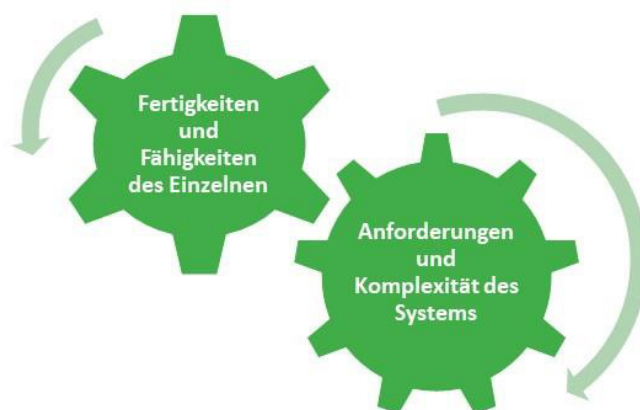 Fertigkeiten
und
Fähigkeiten
des Einzelnen
Anforderungen
und
Komplexität des
Systems